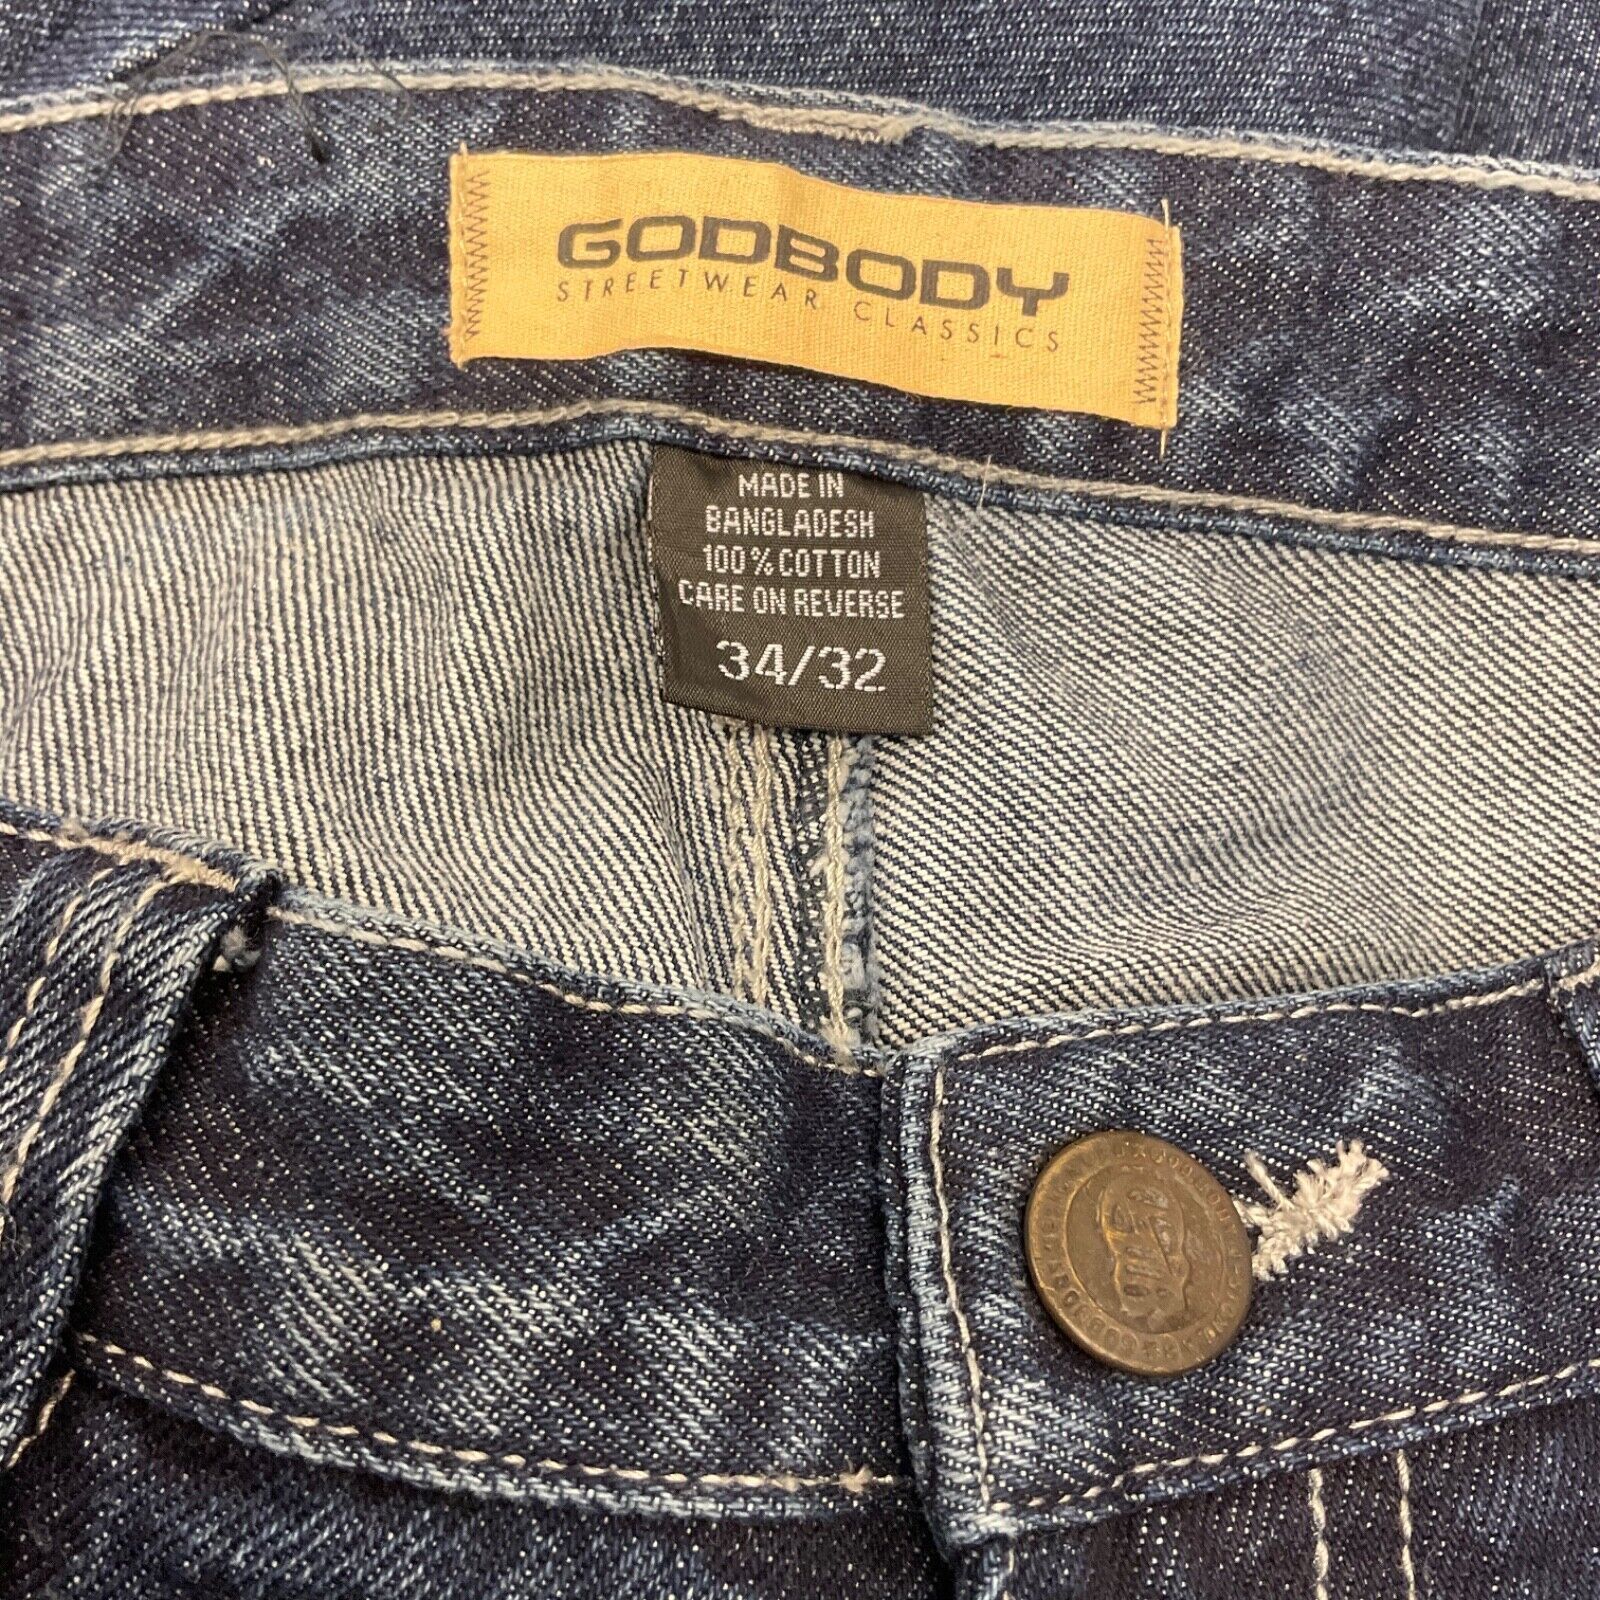 GODBODY
STREETWEAR CLASSICS
MADE IN
BANGLADESH
100% COTTON
CARE ON REVERSE
34/32